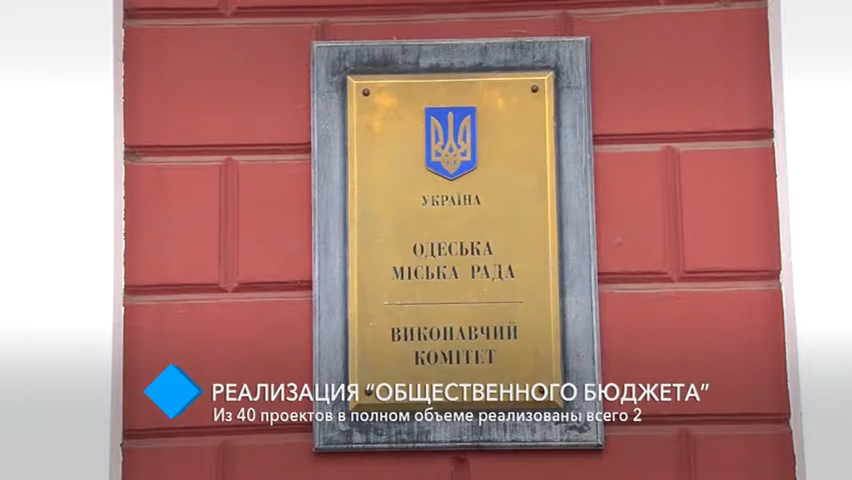 УКРАЇНА
ОДЕСЬКА
МІСЬКА РАДА
ВИКОНАВЧИЙ
КОМІТЕТ
РЕАЛИЗАЦИЯ “ОБЩЕСТВЕННОГО БЮДЖЕТА”
Из 40 проектов в полном объеме реализованы всего 2